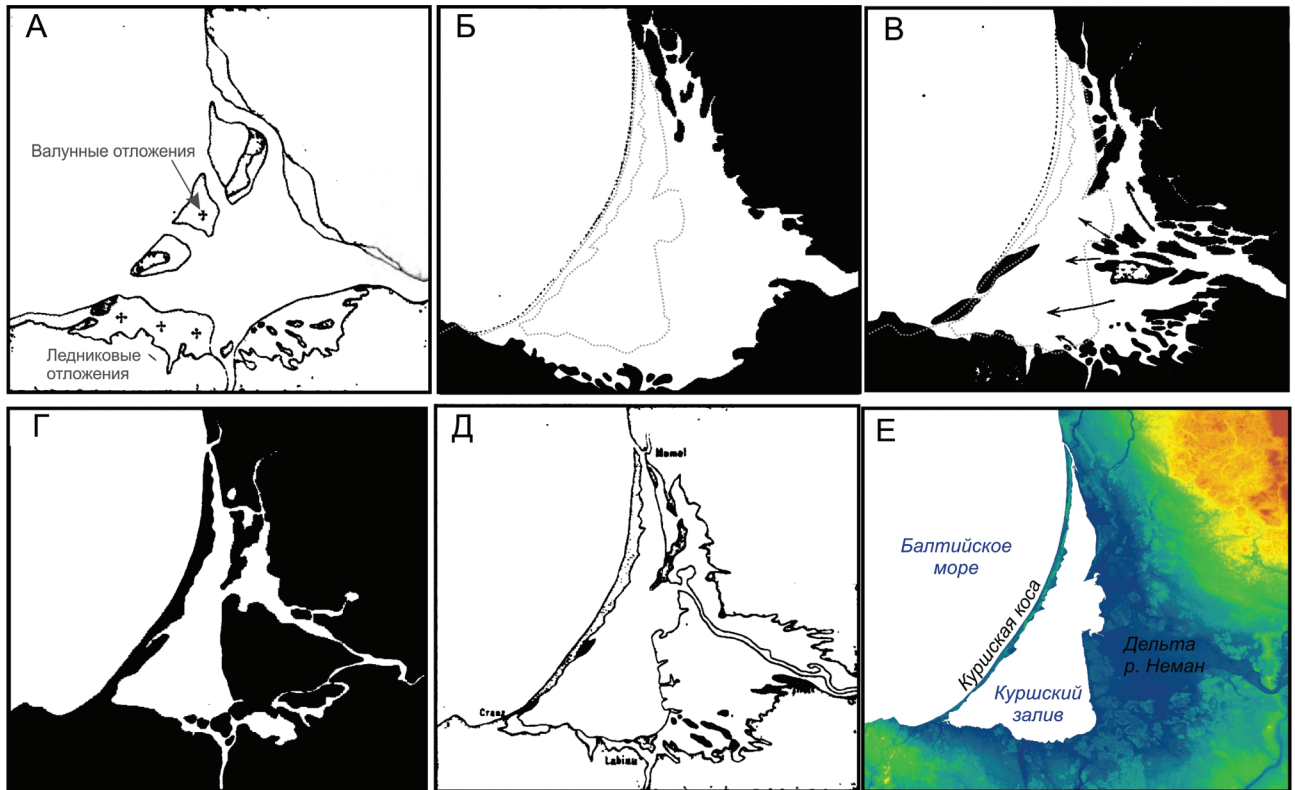 А
Валунные отложения
Ледниковые
отложения
Б
В
Г
Д
Memel
Cranz
Labiau
Е
Балтийское
море
Куршская коса
Куршский
залив
Дельта
р. Неман